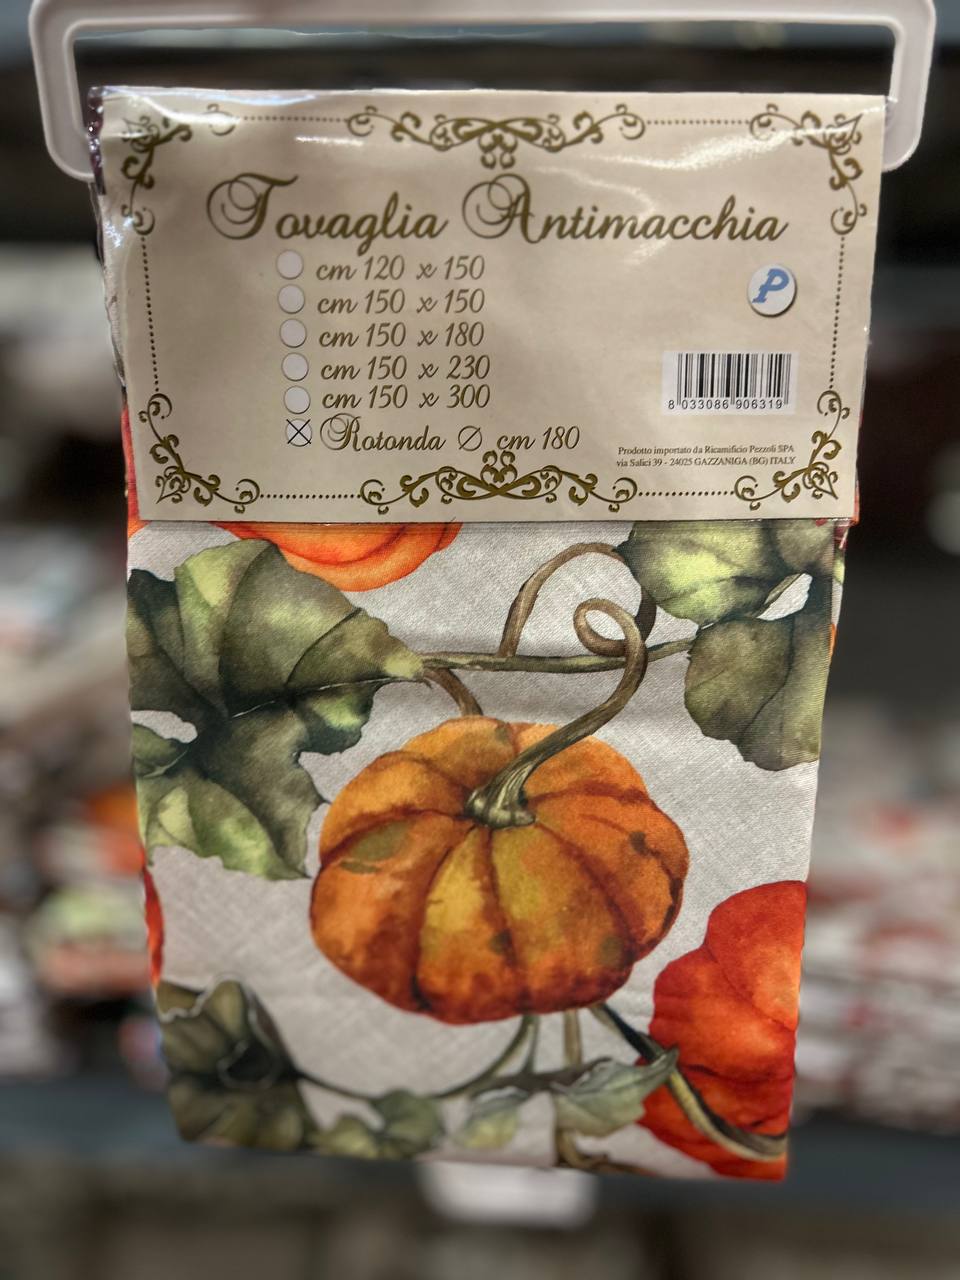 Tovaglia Antimacchia
cm 120 x 150
cm 150 x 150
cm 150 x 180
cm 150 x 230
cm 150 x 300
Rotonda Ø cm 180
P
8 033086 906319
Prodotto importato da Ricamificio Pezzoli SPA
via Salici 39 - 24025 GAZZANIGA (BG) ITALY